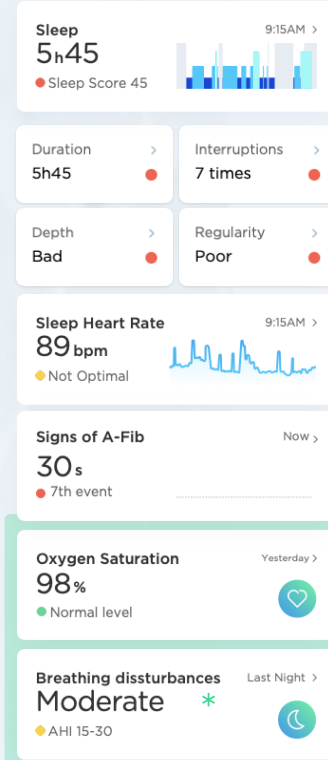 Sleep 9:15AM >
5h45
Sleep Score 45
Duration >
5h45
Interruptions >
7 times
Depth >
Bad
Regularity >
Poor
Sleep Heart Rate 9:15AM >
89 bpm
Not Optimal
Signs of A-Fib Now >
30 s
7th event
Oxygen Saturation Yesterday >
98%
Normal level
Breathing dissturbances Last Night >
Moderate *
AHI 15-30